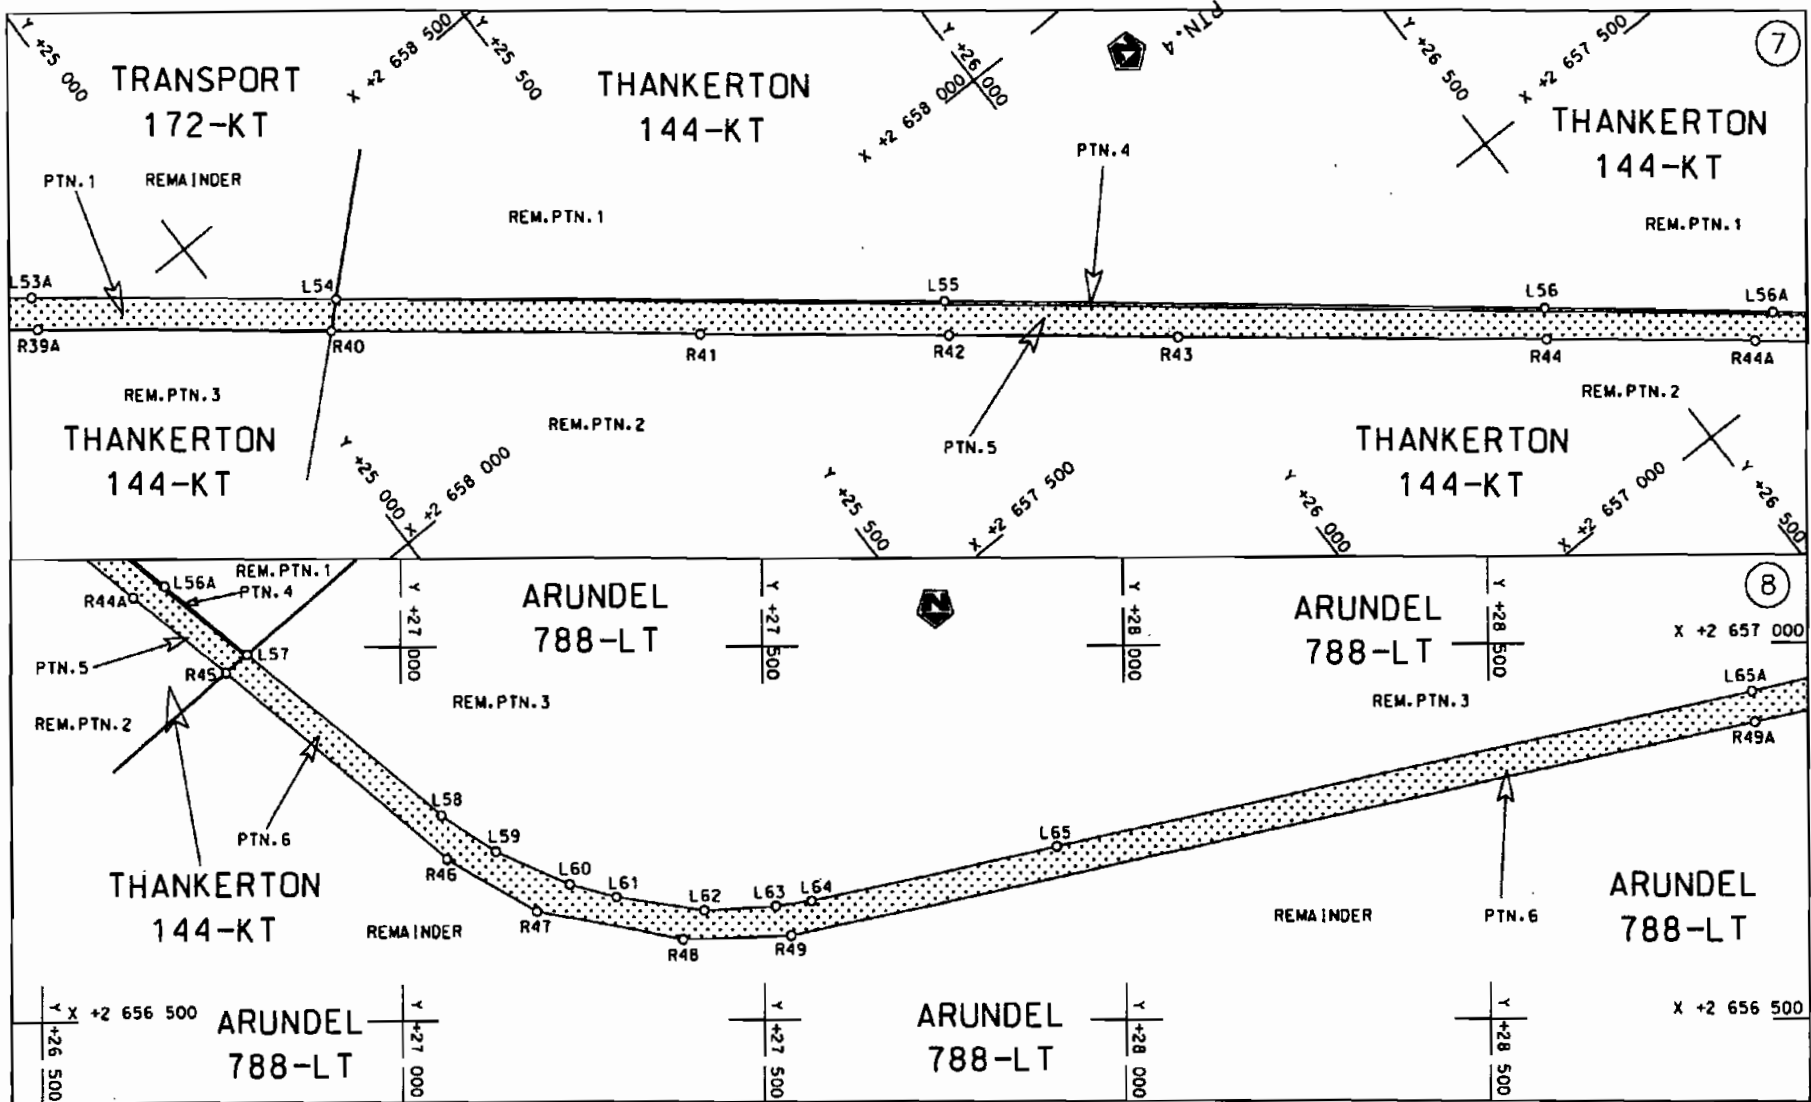 Y +25 000
X +2 658 500
Y +25 500
Y +26 000
X +2 658 000
PTN.4
Y +26 500
X +2 657 500
7
TRANSPORT
172-KT
THANKERTON
144-KT
THANKERTON
144-KT
N
PTN.1
REMAINDER
REM.PTN.1
PTN.4
REM.PTN.1
L53A
L54
L55
L56
L56A
R39A
R40
R41
R42
R43
R44
R44A
REM.PTN.3
THANKERTON
144-KT
REM.PTN.2
PTN.5
REM.PTN.2
THANKERTON
144-KT
Y +25 000
X +2 658 000
Y +25 500
X +2 657 500
Y +26 000
X +2 657 000
Y +26 500
8
REM.PTN.1
L56A
PTN.4
R44A
PTN.5
L57
R45
REM.PTN.2
Y +27 000
ARUNDEL
788-LT
Y +27 500
N
Y +28 000
ARUNDEL
788-LT
Y +28 500
X +2 657 000
REM.PTN.3
REM.PTN.3
L65A
R49A
L58
L59
L60
L61
L62
L63
L64
L65
PTN.6
R46
R47
R48
R49
THANKERTON
144-KT
REMAINDER
REMAINDER
PTN.6
ARUNDEL
788-LT
Y +26 500
X +2 656 500
ARUNDEL
788-LT
Y +27 000
Y +27 500
ARUNDEL
788-LT
Y +28 000
Y +28 500
X +2 656 500